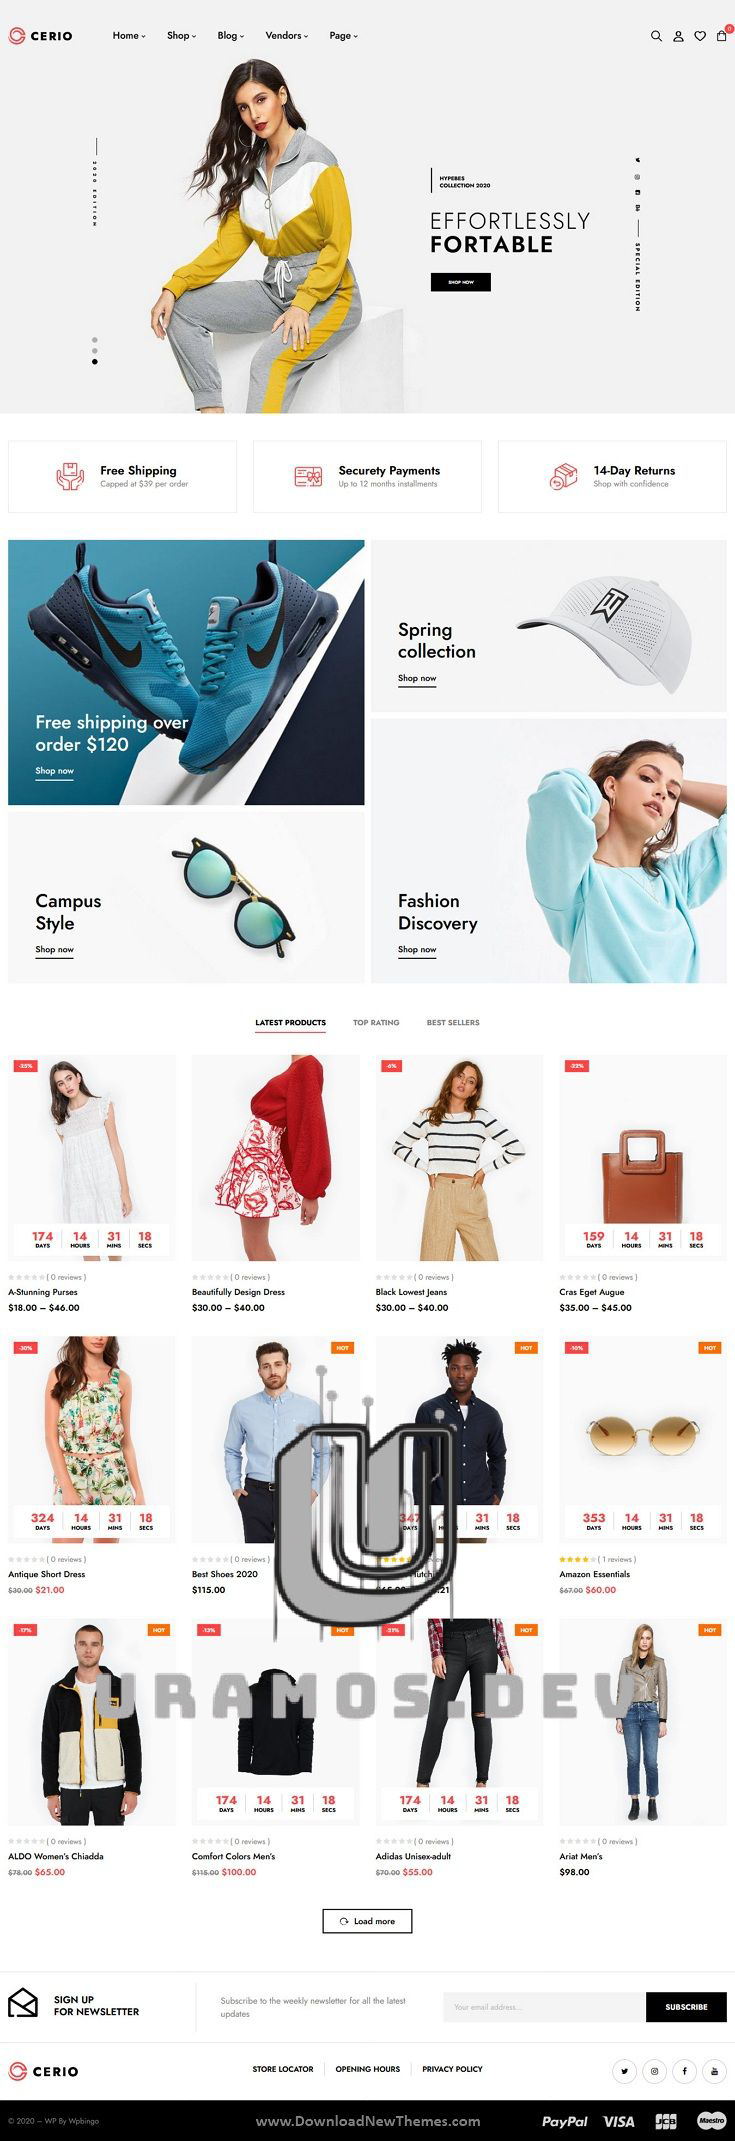 CERIO
Home Shop Blog Vendors Page
0
2020 EDITION
HYPEBES
COLLECTION 2020
EFFORTLESSLY
FORTABLE
SHOP NOW
SPECIAL EDITION
Free Shipping
Capped at $39 per order
Securety Payments
Up to 12 months installments
14-Day Returns
Shop with confidence
Free shipping over
order $120
Shop now
Spring
collection
Shop now
Campus
Style
Shop now
Fashion
Discovery
Shop now
LATEST PRODUCTS TOP RATING BEST SELLERS
-25% -6% -22%
174 14 31 18 159 14 31 18
DAYS HOURS MINS SECS DAYS HOURS MINS SECS
( 0 reviews ) ( 0 reviews ) ( 0 reviews ) ( 0 reviews )
A-Stunning Purses Beautifully Design Dress Black Lowest Jeans Cras Eget Augue
$18.00 – $46.00 $30.00 – $40.00 $30.00 – $40.00 $35.00 – $45.00
-30% HOT HOT -10% HOT
324 14 31 18 347 31 18 353 14 31 18
DAYS HOURS MINS SECS MINS SECS DAYS HOURS MINS SECS
( 0 reviews ) ( 0 reviews ) ( 1 reviews )
Antique Short Dress Best Shoes 2020 Amazon Essentials
$30.00 $21.00 $115.00 $67.00 $60.00
-17% HOT -13% HOT -21% HOT HOT
URAMOS.DEV
174 14 31 18 174 14 31 18
DAYS HOURS MINS SECS DAYS HOURS MINS SECS
( 0 reviews ) ( 0 reviews ) ( 0 reviews ) ( 0 reviews )
ALDO Women's Chiadda Comfort Colors Men's Adidas Unisex-adult Ariat Men's
$78.00 $65.00 $115.00 $100.00 $70.00 $55.00 $98.00
Load more
SIGN UP
FOR NEWSLETTER
Subscribe to the weekly newsletter for all the latest
updates
Your email address...
SUBSCRIBE
CERIO
STORE LOCATOR OPENING HOURS PRIVACY POLICY
© 2020 – WP By Wpbingo
www.DownloadNewThemes.com
PayPal VISA JCB Maestro